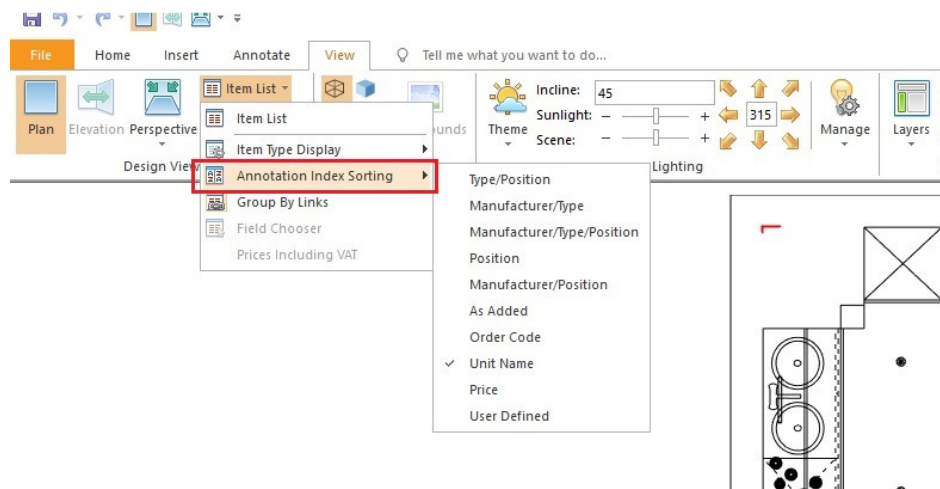 File Home Insert Annotate View Tell me what you want to do...
Item List
Incline: 45
Sunlight: – + 315
Scene: – +
Plan Elevation Perspective Theme Manage Layers
Design View Lighting
Item List
Item Type Display
Annotation Index Sorting
Group By Links
Field Chooser
Prices Including VAT
Type/Position
Manufacturer/Type
Manufacturer/Type/Position
Position
Manufacturer/Position
As Added
Order Code
Unit Name
Price
User Defined